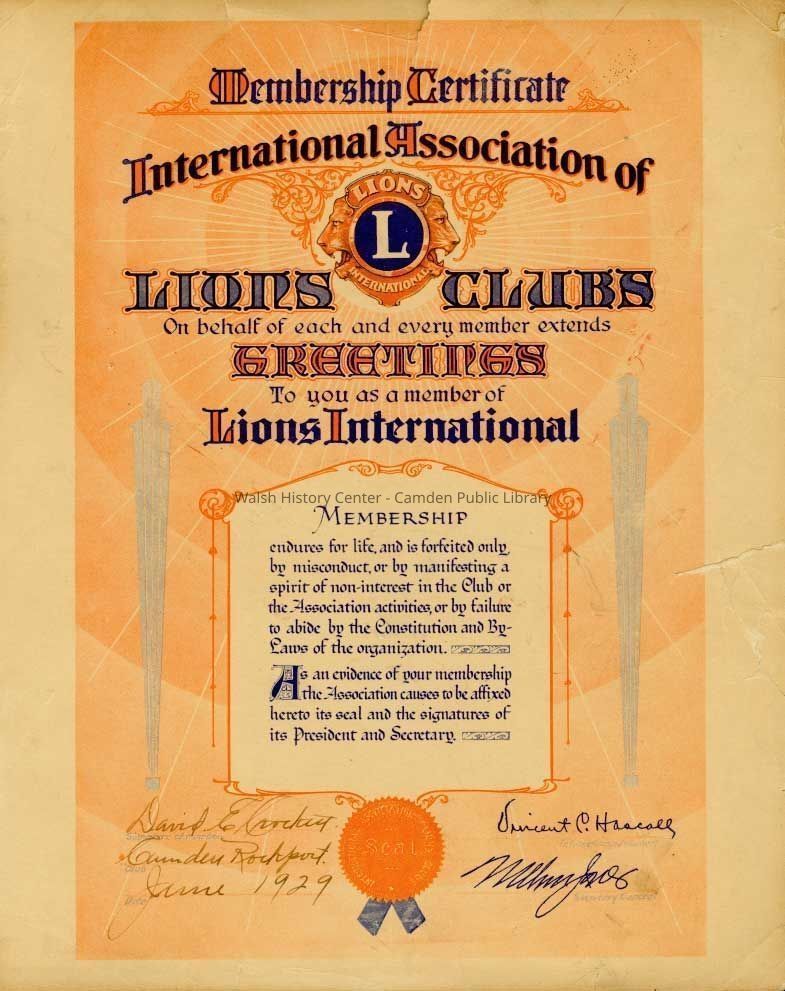 Membership Certificate
International Association of
LIONS
L
INTERNATIONAL
LIONS CLUBS
On behalf of each and every member extends
GREETINGS
To you as a member of
Lions International
Walsh History Center - Camden Public Library
MEMBERSHIP
endures for life, and is forfeited only,
by misconduct, or by manifesting a
spirit of non-interest in the Club or
the Association activities, or by failure
to abide by the Constitution and By-
Laws of the organization.
As an evidence of your membership
the Association causes to be affixed
hereto its seal and the signatures of
its President and Secretary.
David E. Crockett
Camden Rockport.
Club
June 1929
Date
Seal
Vincent C. Hascall
Secretary General